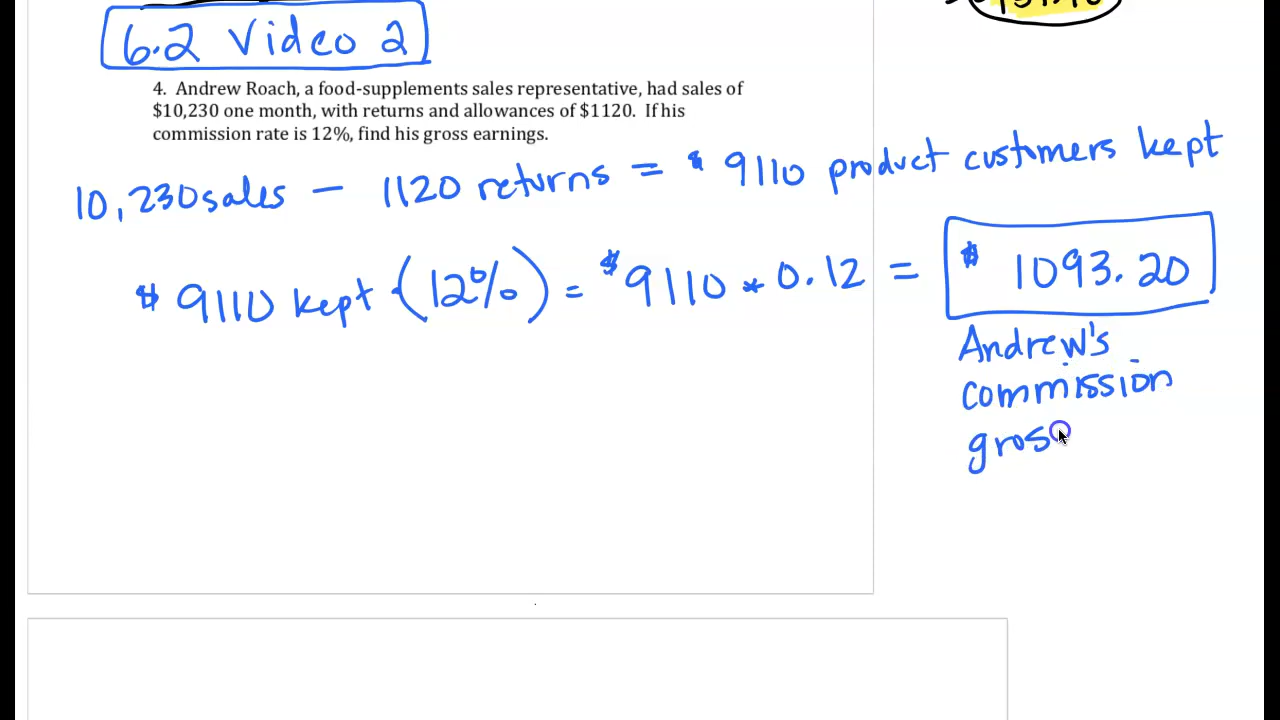 6.2 Video 2
4. Andrew Roach, a food-supplements sales representative, had sales of
$10,230 one month, with returns and allowances of $1120. If his
commission rate is 12%, find his gross earnings.
10,230 sales - 1120 returns = $ 9110 product customers kept
$ 9110 kept (12%) = $ 9110 * 0.12 = $ 1093.20
Andrew's
commission
gros